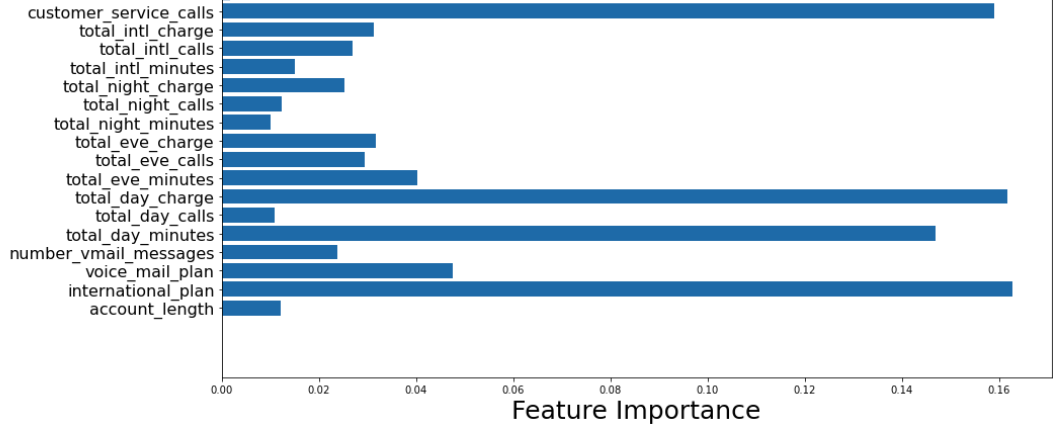 customer_service_calls
total_intl_charge
total_intl_calls
total_intl_minutes
total_night_charge
total_night_calls
total_night_minutes
total_eve_charge
total_eve_calls
total_eve_minutes
total_day_charge
total_day_calls
total_day_minutes
number_vmail_messages
voice_mail_plan
international_plan
account_length
0.00 0.02 0.04 0.06 0.08 0.10 0.12 0.14 0.16
Feature Importance